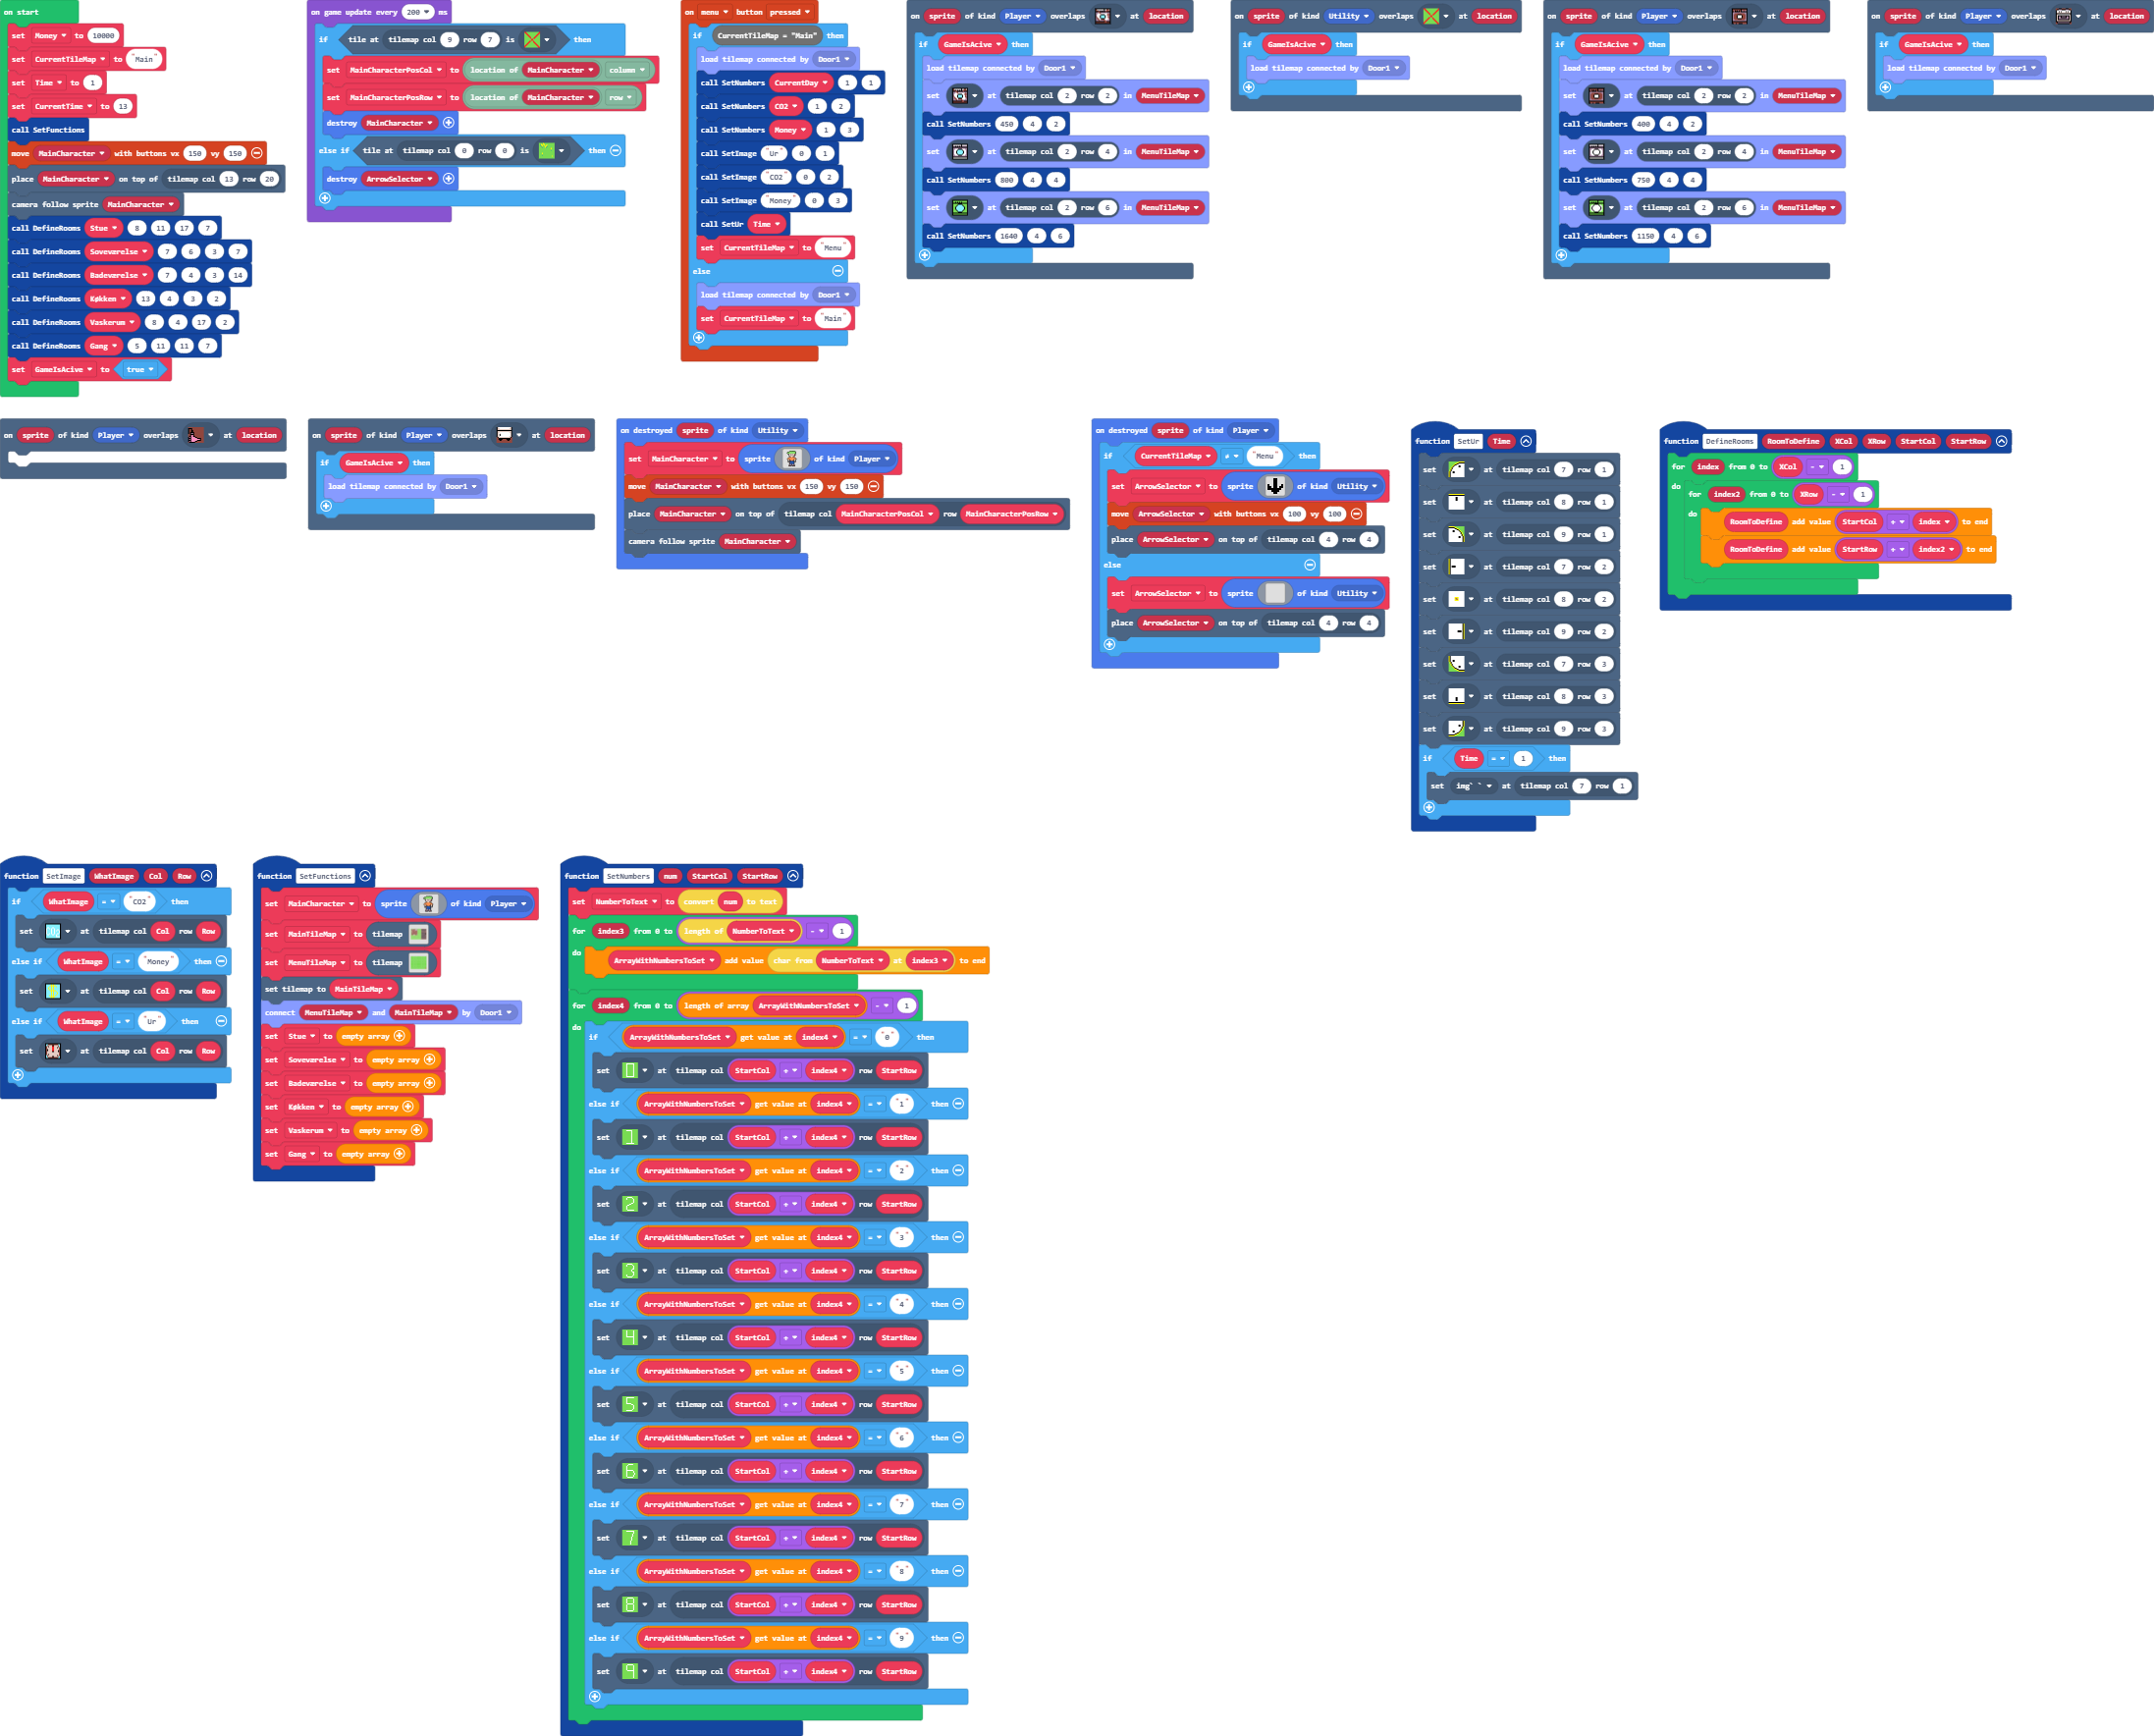 on start
set Money to 10000
set CurrentTileMap to "Main"
set Time to 1
set CurrentTime to 13
call SetFunctions
move MainCharacter with buttons vx 150 vy 150
place MainCharacter on top of tilemap col 13 row 20
camera follow sprite MainCharacter
call DefineRooms Stue 8 11 17 7
call DefineRooms Soveværelse 7 6 3 7
call DefineRooms Badeværelse 7 4 3 14
call DefineRooms Køkken 13 4 3 2
call DefineRooms Vaskerum 8 4 17 2
call DefineRooms Gang 5 11 11 7
set GameIsAcive to true
on game update every 200 ms
if tile at tilemap col 9 row 7 is then
set MainCharacterPosCol to location of MainCharacter column
set MainCharacterPosRow to location of MainCharacter row
destroy MainCharacter
else if tile at tilemap col 0 row 0 is then
destroy ArrowSelector
on menu button pressed
if CurrentTileMap = "Main" then
load tilemap connected by Door1
call SetNumbers CurrentDay 1 1
call SetNumbers CO2 1 2
call SetNumbers Money 1 3
call SetImage "Ur" 0 1
call SetImage "CO2" 0 2
call SetImage "Money" 0 3
call SetUr Time
set CurrentTileMap to "Menu"
else
load tilemap connected by Door1
set CurrentTileMap to "Main"
on sprite of kind Player overlaps at location
if GameIsAcive then
load tilemap connected by Door1
set at tilemap col 2 row 2 in MenuTileMap
call SetNumbers 450 4 2
set at tilemap col 2 row 4 in MenuTileMap
call SetNumbers 800 4 4
set at tilemap col 2 row 6 in MenuTileMap
call SetNumbers 1640 4 6
on sprite of kind Utility overlaps at location
if GameIsAcive then
load tilemap connected by Door1
on sprite of kind Player overlaps at location
if GameIsAcive then
load tilemap connected by Door1
set at tilemap col 2 row 2 in MenuTileMap
call SetNumbers 400 4 2
set at tilemap col 2 row 4 in MenuTileMap
call SetNumbers 750 4 4
set at tilemap col 2 row 6 in MenuTileMap
call SetNumbers 1150 4 6
on sprite of kind Player overlaps at location
if GameIsAcive then
load tilemap connected by Door1
on sprite of kind Player overlaps at location
on sprite of kind Player overlaps at location
if GameIsAcive then
load tilemap connected by Door1
on destroyed sprite of kind Utility
set MainCharacter to sprite of kind Player
move MainCharacter with buttons vx 150 vy 150
place MainCharacter on top of tilemap col MainCharacterPosCol row MainCharacterPosRow
camera follow sprite MainCharacter
on destroyed sprite of kind Player
if CurrentTileMap ≠ "Menu" then
set ArrowSelector to sprite of kind Utility
move ArrowSelector with buttons vx 100 vy 100
place ArrowSelector on top of tilemap col 4 row 4
else
set ArrowSelector to sprite of kind Utility
place ArrowSelector on top of tilemap col 4 row 4
function SetUr Time
set at tilemap col 7 row 1
set at tilemap col 8 row 1
set at tilemap col 9 row 1
set at tilemap col 7 row 2
set at tilemap col 8 row 2
set at tilemap col 9 row 2
set at tilemap col 7 row 3
set at tilemap col 8 row 3
set at tilemap col 9 row 3
if Time = 1 then
set img` ` at tilemap col 7 row 1
function DefineRooms RoomToDefine XCol XRow StartCol StartRow
for index from 0 to XCol - 1
do
for index2 from 0 to XRow - 1
do
RoomToDefine add value StartCol + index to end
RoomToDefine add value StartRow + index2 to end
function SetImage WhatImage Col Row
if WhatImage = "CO2" then
set at tilemap col Col row Row
else if WhatImage = "Money" then
set at tilemap col Col row Row
else if WhatImage = "Ur" then
set at tilemap col Col row Row
function SetFunctions
set MainCharacter to sprite of kind Player
set MainTileMap to tilemap
set MenuTileMap to tilemap
set tilemap to MainTileMap
connect MenuTileMap and MainTileMap by Door1
set Stue to empty array
set Soveværelse to empty array
set Badeværelse to empty array
set Køkken to empty array
set Vaskerum to empty array
set Gang to empty array
function SetNumbers num StartCol StartRow
set NumberToText to convert num to text
for index3 from 0 to length of NumberToText - 1
do
ArrayWithNumbersToSet add value char from NumberToText at index3 to end
for index4 from 0 to length of array ArrayWithNumbersToSet - 1
do
if ArrayWithNumbersToSet get value at index4 = "0" then
set 0 at tilemap col StartCol + index4 row StartRow
else if ArrayWithNumbersToSet get value at index4 = "1" then
set 1 at tilemap col StartCol + index4 row StartRow
else if ArrayWithNumbersToSet get value at index4 = "2" then
set 2 at tilemap col StartCol + index4 row StartRow
else if ArrayWithNumbersToSet get value at index4 = "3" then
set 3 at tilemap col StartCol + index4 row StartRow
else if ArrayWithNumbersToSet get value at index4 = "4" then
set 4 at tilemap col StartCol + index4 row StartRow
else if ArrayWithNumbersToSet get value at index4 = "5" then
set 5 at tilemap col StartCol + index4 row StartRow
else if ArrayWithNumbersToSet get value at index4 = "6" then
set 6 at tilemap col StartCol + index4 row StartRow
else if ArrayWithNumbersToSet get value at index4 = "7" then
set 7 at tilemap col StartCol + index4 row StartRow
else if ArrayWithNumbersToSet get value at index4 = "8" then
set 8 at tilemap col StartCol + index4 row StartRow
else if ArrayWithNumbersToSet get value at index4 = "9" then
set 9 at tilemap col StartCol + index4 row StartRow